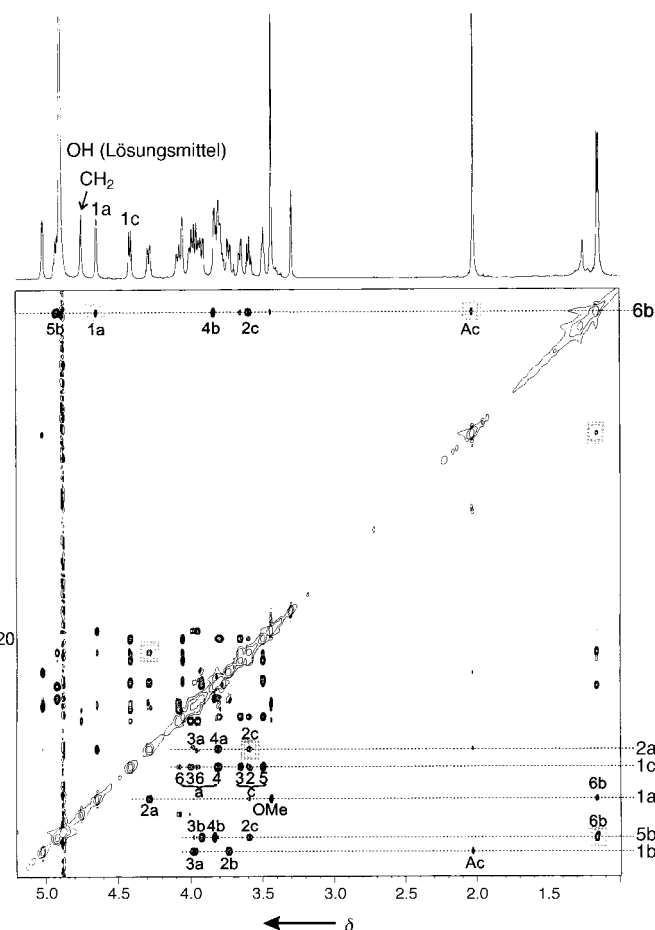 OH (Lösungsmittel)
CH₂
1a
1c
6b
5b 1a 4b 2c Ac
20
3a 4a 2c
2a
1c
6 3 6 4 3 2 5
a c
6b
1a
2a OMe
6b
3b 4b 2c
5b
1b
3a 2b Ac
5.0 4.5 4.0 3.5 3.0 2.5 2.0 1.5
δ